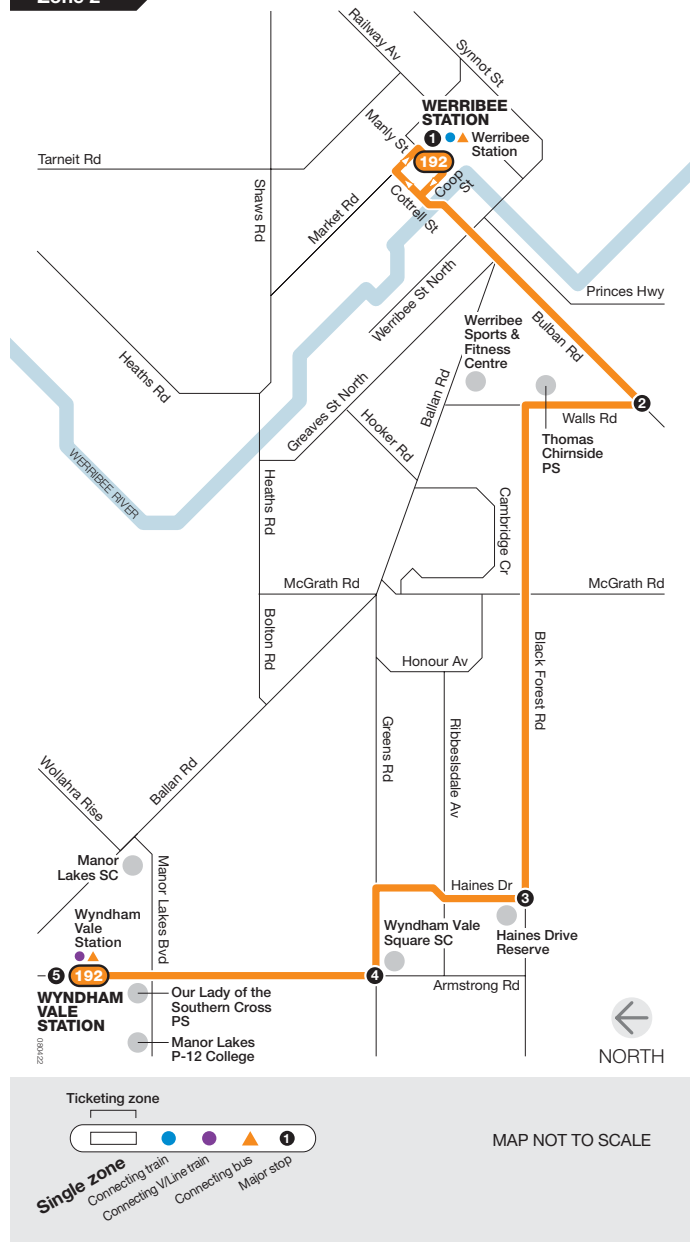 Zone 2
Railway Av
Synnot St
WERRIBEE
STATION
1
Werribee
Station
Manly St
192
Coop St
Cottrell St
Tarneit Rd
Shaws Rd
Market Rd
Werribee St North
Princes Hwy
Bulban Rd
Werribee
Sports &
Fitness
Centre
Heaths Rd
Greaves St North
Ballan Rd
2
Walls Rd
Hooker Rd
Thomas
Chirnside
PS
WERRIBEE RIVER
Heaths Rd
Cambridge Cr
McGrath Rd
McGrath Rd
Bolton Rd
Honour Av
Black Forest Rd
Greens Rd
Ribbeslsdale Av
Wollahra Rise
Ballan Rd
Manor
Lakes SC
Manor Lakes Bvd
Haines Dr
3
Wyndham
Vale
Station
Wyndham Vale
Square SC
Haines Drive
Reserve
5
192
4
WYNDHAM
VALE
STATION
Our Lady of the
Southern Cross
PS
Armstrong Rd
Manor Lakes
P-12 College
080422
NORTH
Ticketing zone
1
MAP NOT TO SCALE
Single zone
Connecting train
Connecting V/Line train
Connecting bus
Major stop